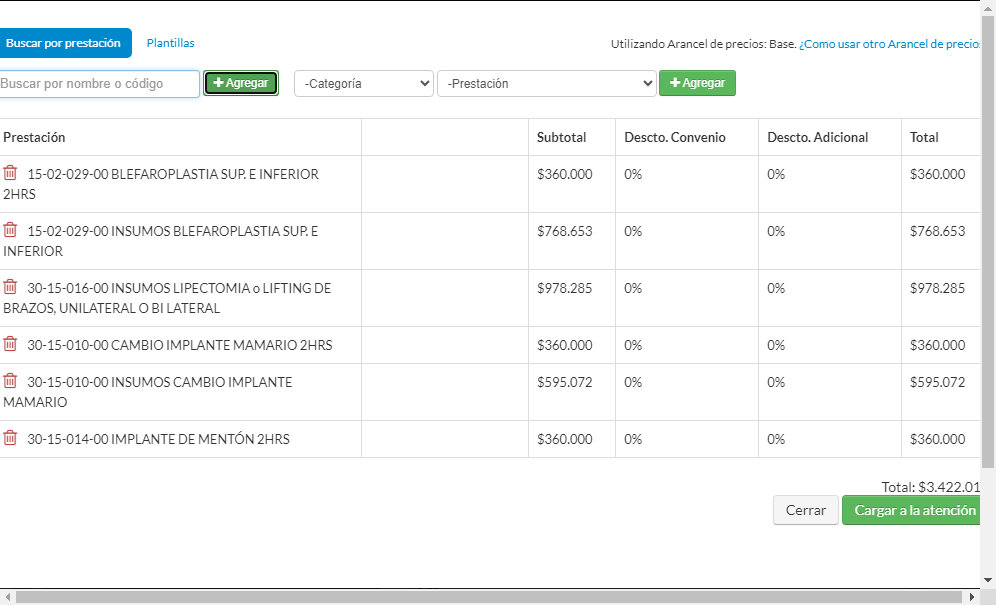 Buscar por prestación Plantillas Utilizando Arancel de precios: Base. ¿Como usar otro Arancel de precios
Buscar por nombre o código + Agregar -Categoría -Prestación + Agregar
Prestación Subtotal Descto. Convenio Descto. Adicional Total
15-02-029-00 BLEFAROPLASTIA SUP. E INFERIOR $360.000 0% 0% $360.000
2HRS
15-02-029-00 INSUMOS BLEFAROPLASTIA SUP. E $768.653 0% 0% $768.653
INFERIOR
30-15-016-00 INSUMOS LIPECTOMIA o LIFTING DE $978.285 0% 0% $978.285
BRAZOS, UNILATERAL O BI LATERAL
30-15-010-00 CAMBIO IMPLANTE MAMARIO 2HRS $360.000 0% 0% $360.000
30-15-010-00 INSUMOS CAMBIO IMPLANTE $595.072 0% 0% $595.072
MAMARIO
30-15-014-00 IMPLANTE DE MENTÓN 2HRS $360.000 0% 0% $360.000
Total: $3.422.01
Cerrar Cargar a la atención